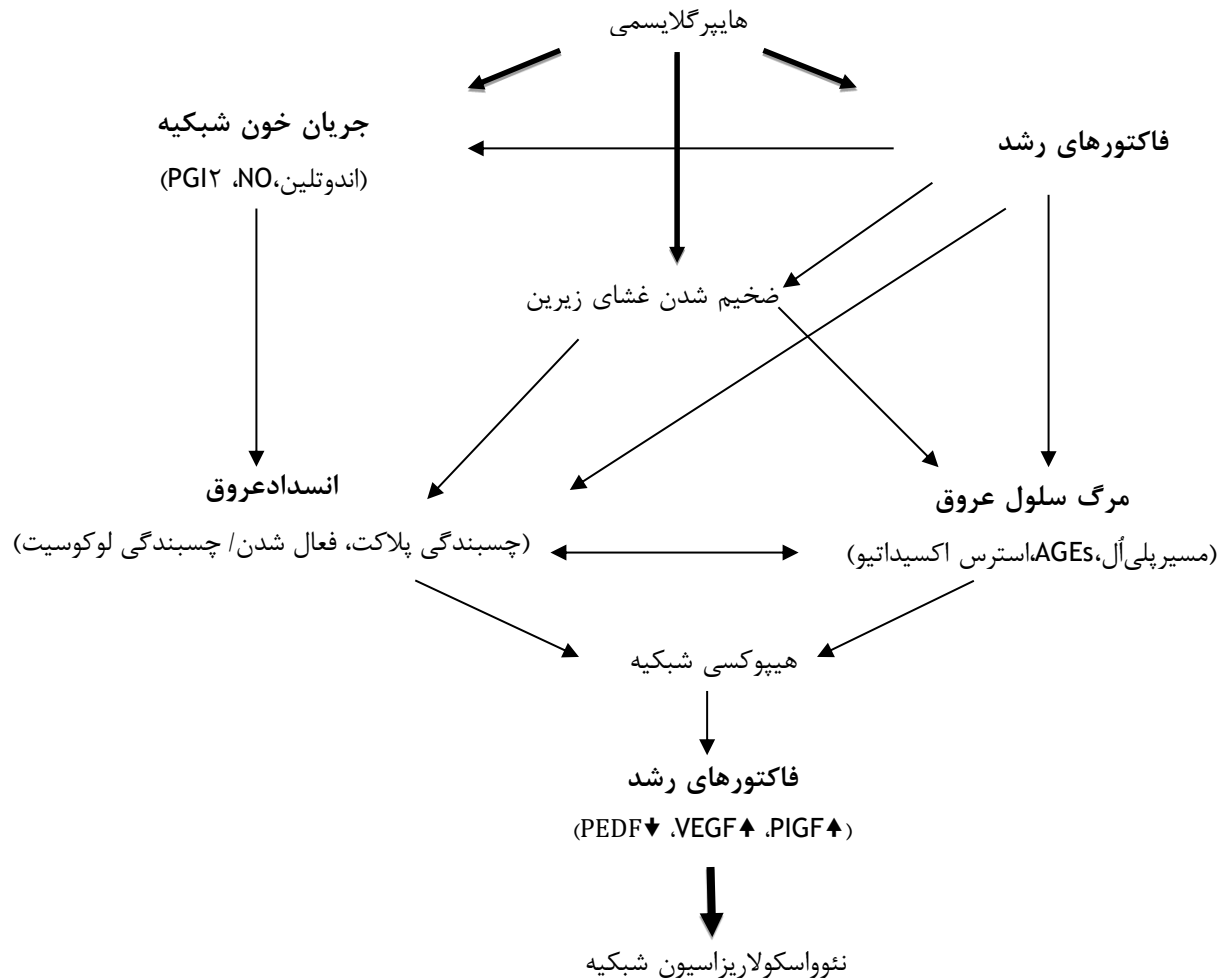 هایپرگلایسمی
فاکتورهای رشد
جریان خون شبکیه
(اندوتلین،NO، PGI۲)
ضخیم شدن غشای زیرین
مرگ سلول عروق
(مسیرپلی‌اُل،AGEs،استرس اکسیداتیو)
انسدادعروق
(چسبندگی پلاکت، فعال شدن/ چسبندگی لوکوسیت)
هیپوکسی شبکیه
فاکتورهای رشد
(PIGF🡅، VEGF🡅، PEDF🡇)
نئوواسکولاریزاسیون شبکیه